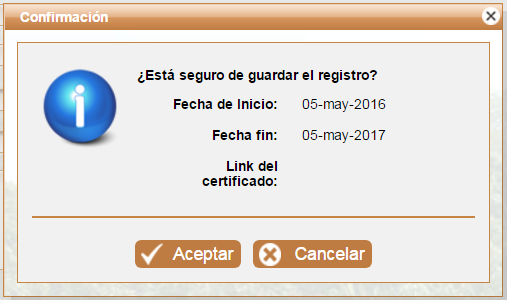 Confirmación
¿Está seguro de guardar el registro?
Fecha de Inicio: 05-may-2016
Fecha fin: 05-may-2017
Link del
certificado:
Aceptar Cancelar